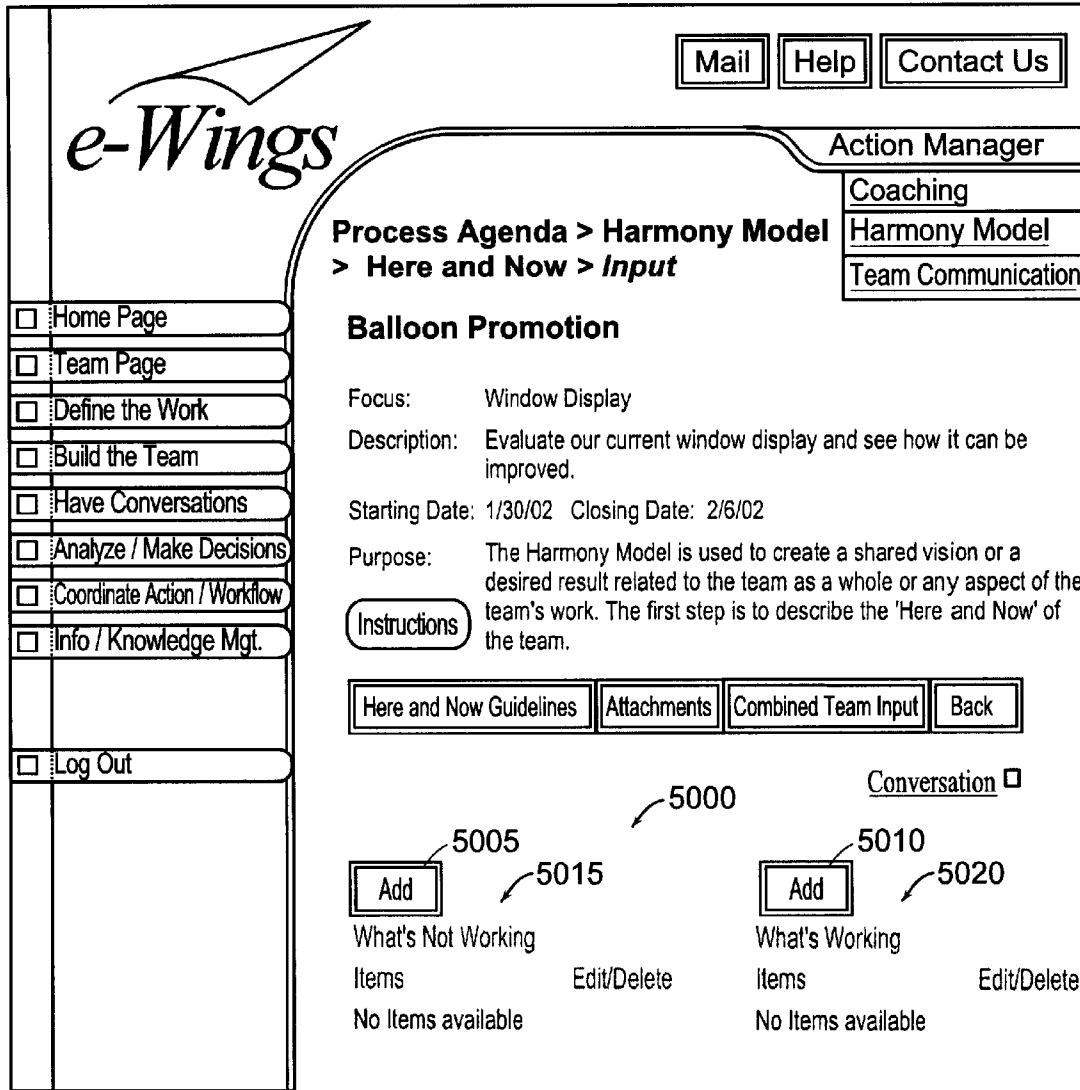 e-Wings
Mail Help Contact Us
Action Manager
Coaching
Harmony Model
Team Communication
Process Agenda > Harmony Model
> Here and Now > Input
Home Page
Team Page
Define the Work
Build the Team
Have Conversations
Analyze / Make Decisions
Coordinate Action / Workflow
Info / Knowledge Mgt.
Log Out
Balloon Promotion
Focus: Window Display
Description: Evaluate our current window display and see how it can be
improved.
Starting Date: 1/30/02 Closing Date: 2/6/02
Purpose: The Harmony Model is used to create a shared vision or a
desired result related to the team as a whole or any aspect of the
team's work. The first step is to describe the 'Here and Now' of
the team.
Instructions
Here and Now Guidelines Attachments Combined Team Input Back
Conversation
5000
5005 5010
Add 5015 Add 5020
What's Not Working What's Working
Items Edit/Delete Items Edit/Delete
No Items available No Items available